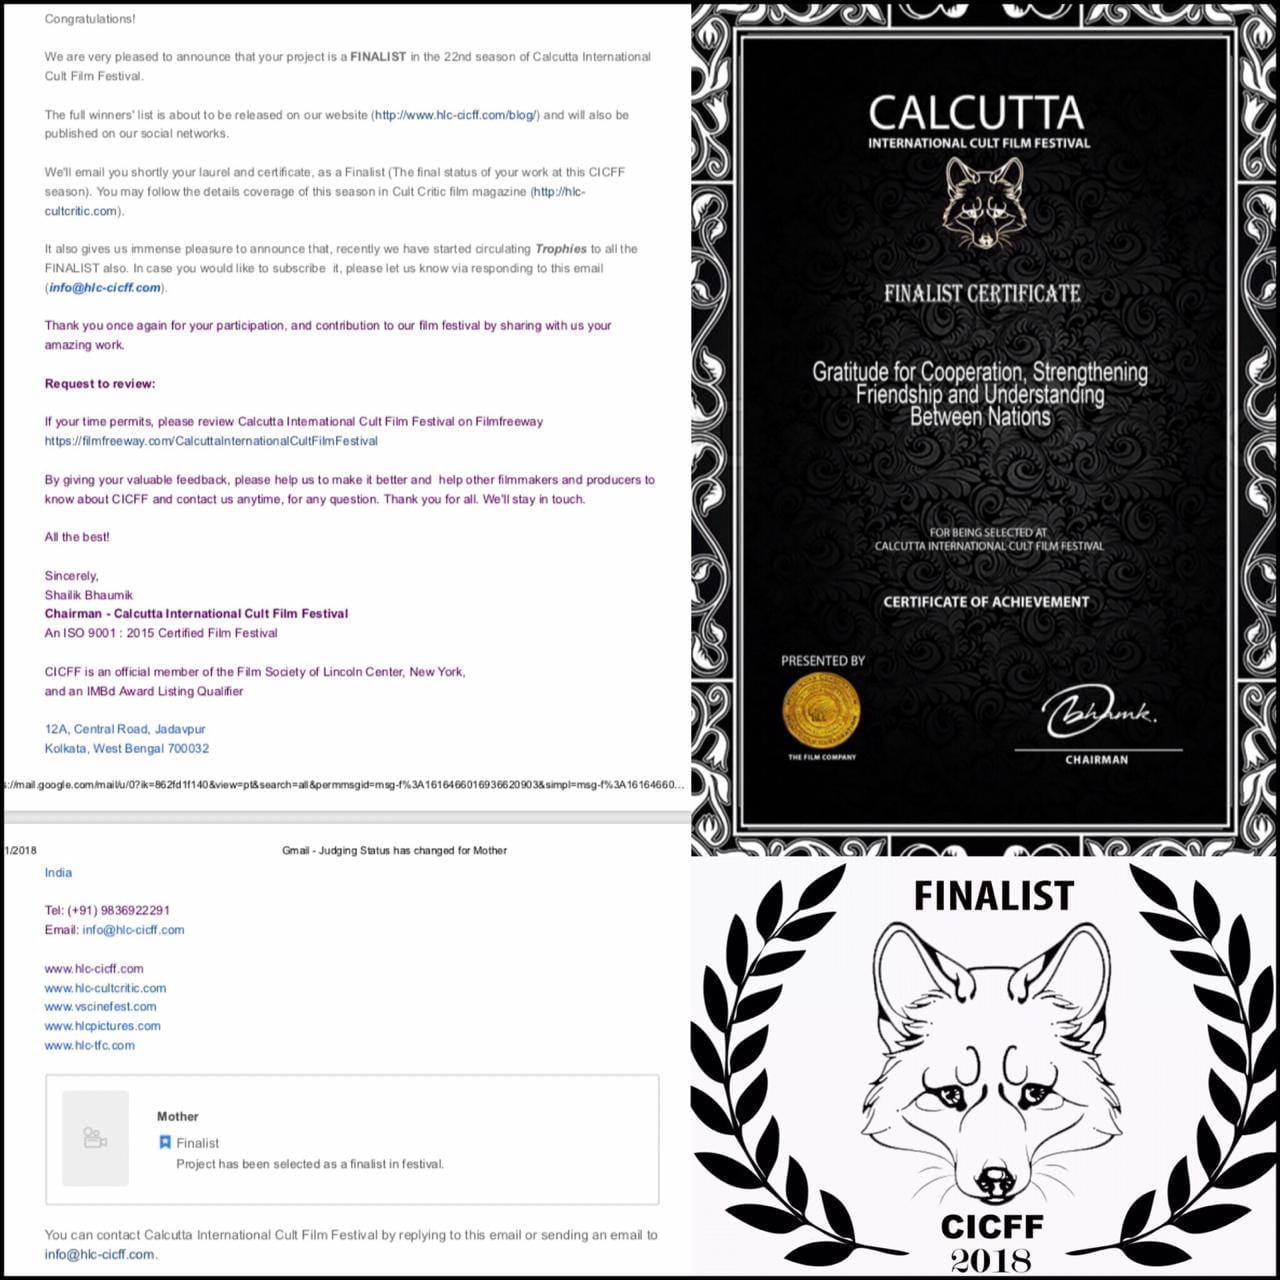 Congratulations!
We are very pleased to announce that your project is a FINALIST in the 22nd season of Calcutta International
Cult Film Festival.
The full winners' list is about to be released on our website (http://www.hlc-cicff.com/blog/) and will also be
published on our social networks.
We'll email you shortly your laurel and certificate, as a Finalist (The final status of your work at this CICFF
season). You may follow the details coverage of this season in Cult Critic film magazine (http://hlc-
cultcritic.com).
It also gives us immense pleasure to announce that, recently we have started circulating Trophies to all the
FINALIST also. In case you would like to subscribe it, please let us know via responding to this email
(info@hlc-cicff.com).
Thank you once again for your participation, and contribution to our film festival by sharing with us your
amazing work.
Request to review:
If your time permits, please review Calcutta International Cult Film Festival on Filmfreeway
https://filmfreeway.com/CalcuttaInternationalCultFilmFestival
By giving your valuable feedback, please help us to make it better and help other filmmakers and producers to
know about CICFF and contact us anytime, for any question. Thank you for all. We'll stay in touch.
All the best!
Sincerely,
Shailik Bhaumik
Chairman - Calcutta International Cult Film Festival
An ISO 9001 : 2015 Certified Film Festival
CICFF is an official member of the Film Society of Lincoln Center, New York,
and an IMBd Award Listing Qualifier
12A, Central Road, Jadavpur
Kolkata, West Bengal 700032
s://mail.google.com/mail/u/0?ik=862fd1f140&view=pt&search=all&permmsgid=msg-f%3A1616466016936620903&simpl=msg-f%3A16164660...
1/2018
Gmail - Judging Status has changed for Mother
India
Tel: (+91) 9836922291
Email: info@hlc-cicff.com
www.hlc-cicff.com
www.hlc-cultcritic.com
www.vscinefest.com
www.hlcpictures.com
www.hlc-tfc.com
Mother
Finalist
Project has been selected as a finalist in festival.
You can contact Calcutta International Cult Film Festival by replying to this email or sending an email to
info@hlc-cicff.com.
CALCUTTA
INTERNATIONAL CULT FILM FESTIVAL
FINALIST CERTIFICATE
Gratitude for Cooperation, Strengthening
Friendship and Understanding
Between Nations
FOR BEING SELECTED AT
CALCUTTA INTERNATIONAL CULT FILM FESTIVAL
CERTIFICATE OF ACHIEVEMENT
PRESENTED BY
THE FILM COMPANY
CHAIRMAN
FINALIST
CICFF
2018